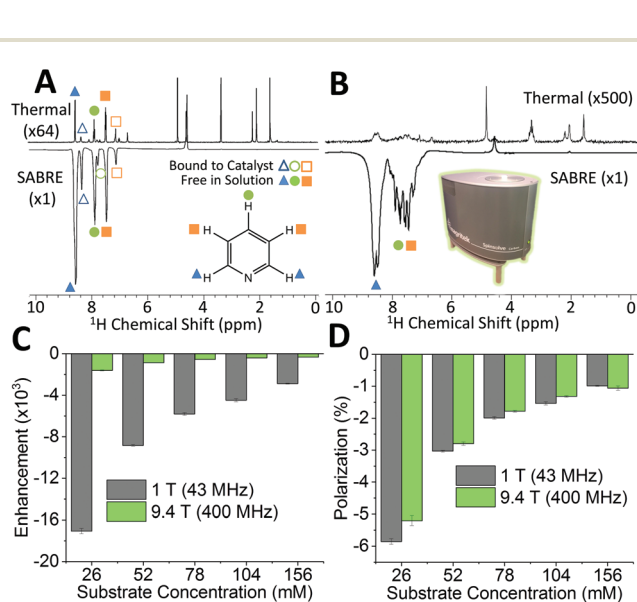 A
Thermal
(x64)
SABRE
(x1)
Bound to Catalyst
Free in Solution
H
H H
H N H
10 8 6 4 2 0
¹H Chemical Shift (ppm)
B
Thermal (x500)
SABRE (x1)
10 8 6 4 2 0
¹H Chemical Shift (ppm)
C
Enhancement (x10³)
0
-4
-8
-12
-16
-20
1 T (43 MHz)
9.4 T (400 MHz)
26 52 78 104 156
Substrate Concentration (mM)
D
Polarization (%)
0
-1
-2
-3
-4
-5
-6
1 T (43 MHz)
9.4 T (400 MHz)
26 52 78 104 156
Substrate Concentration (mM)